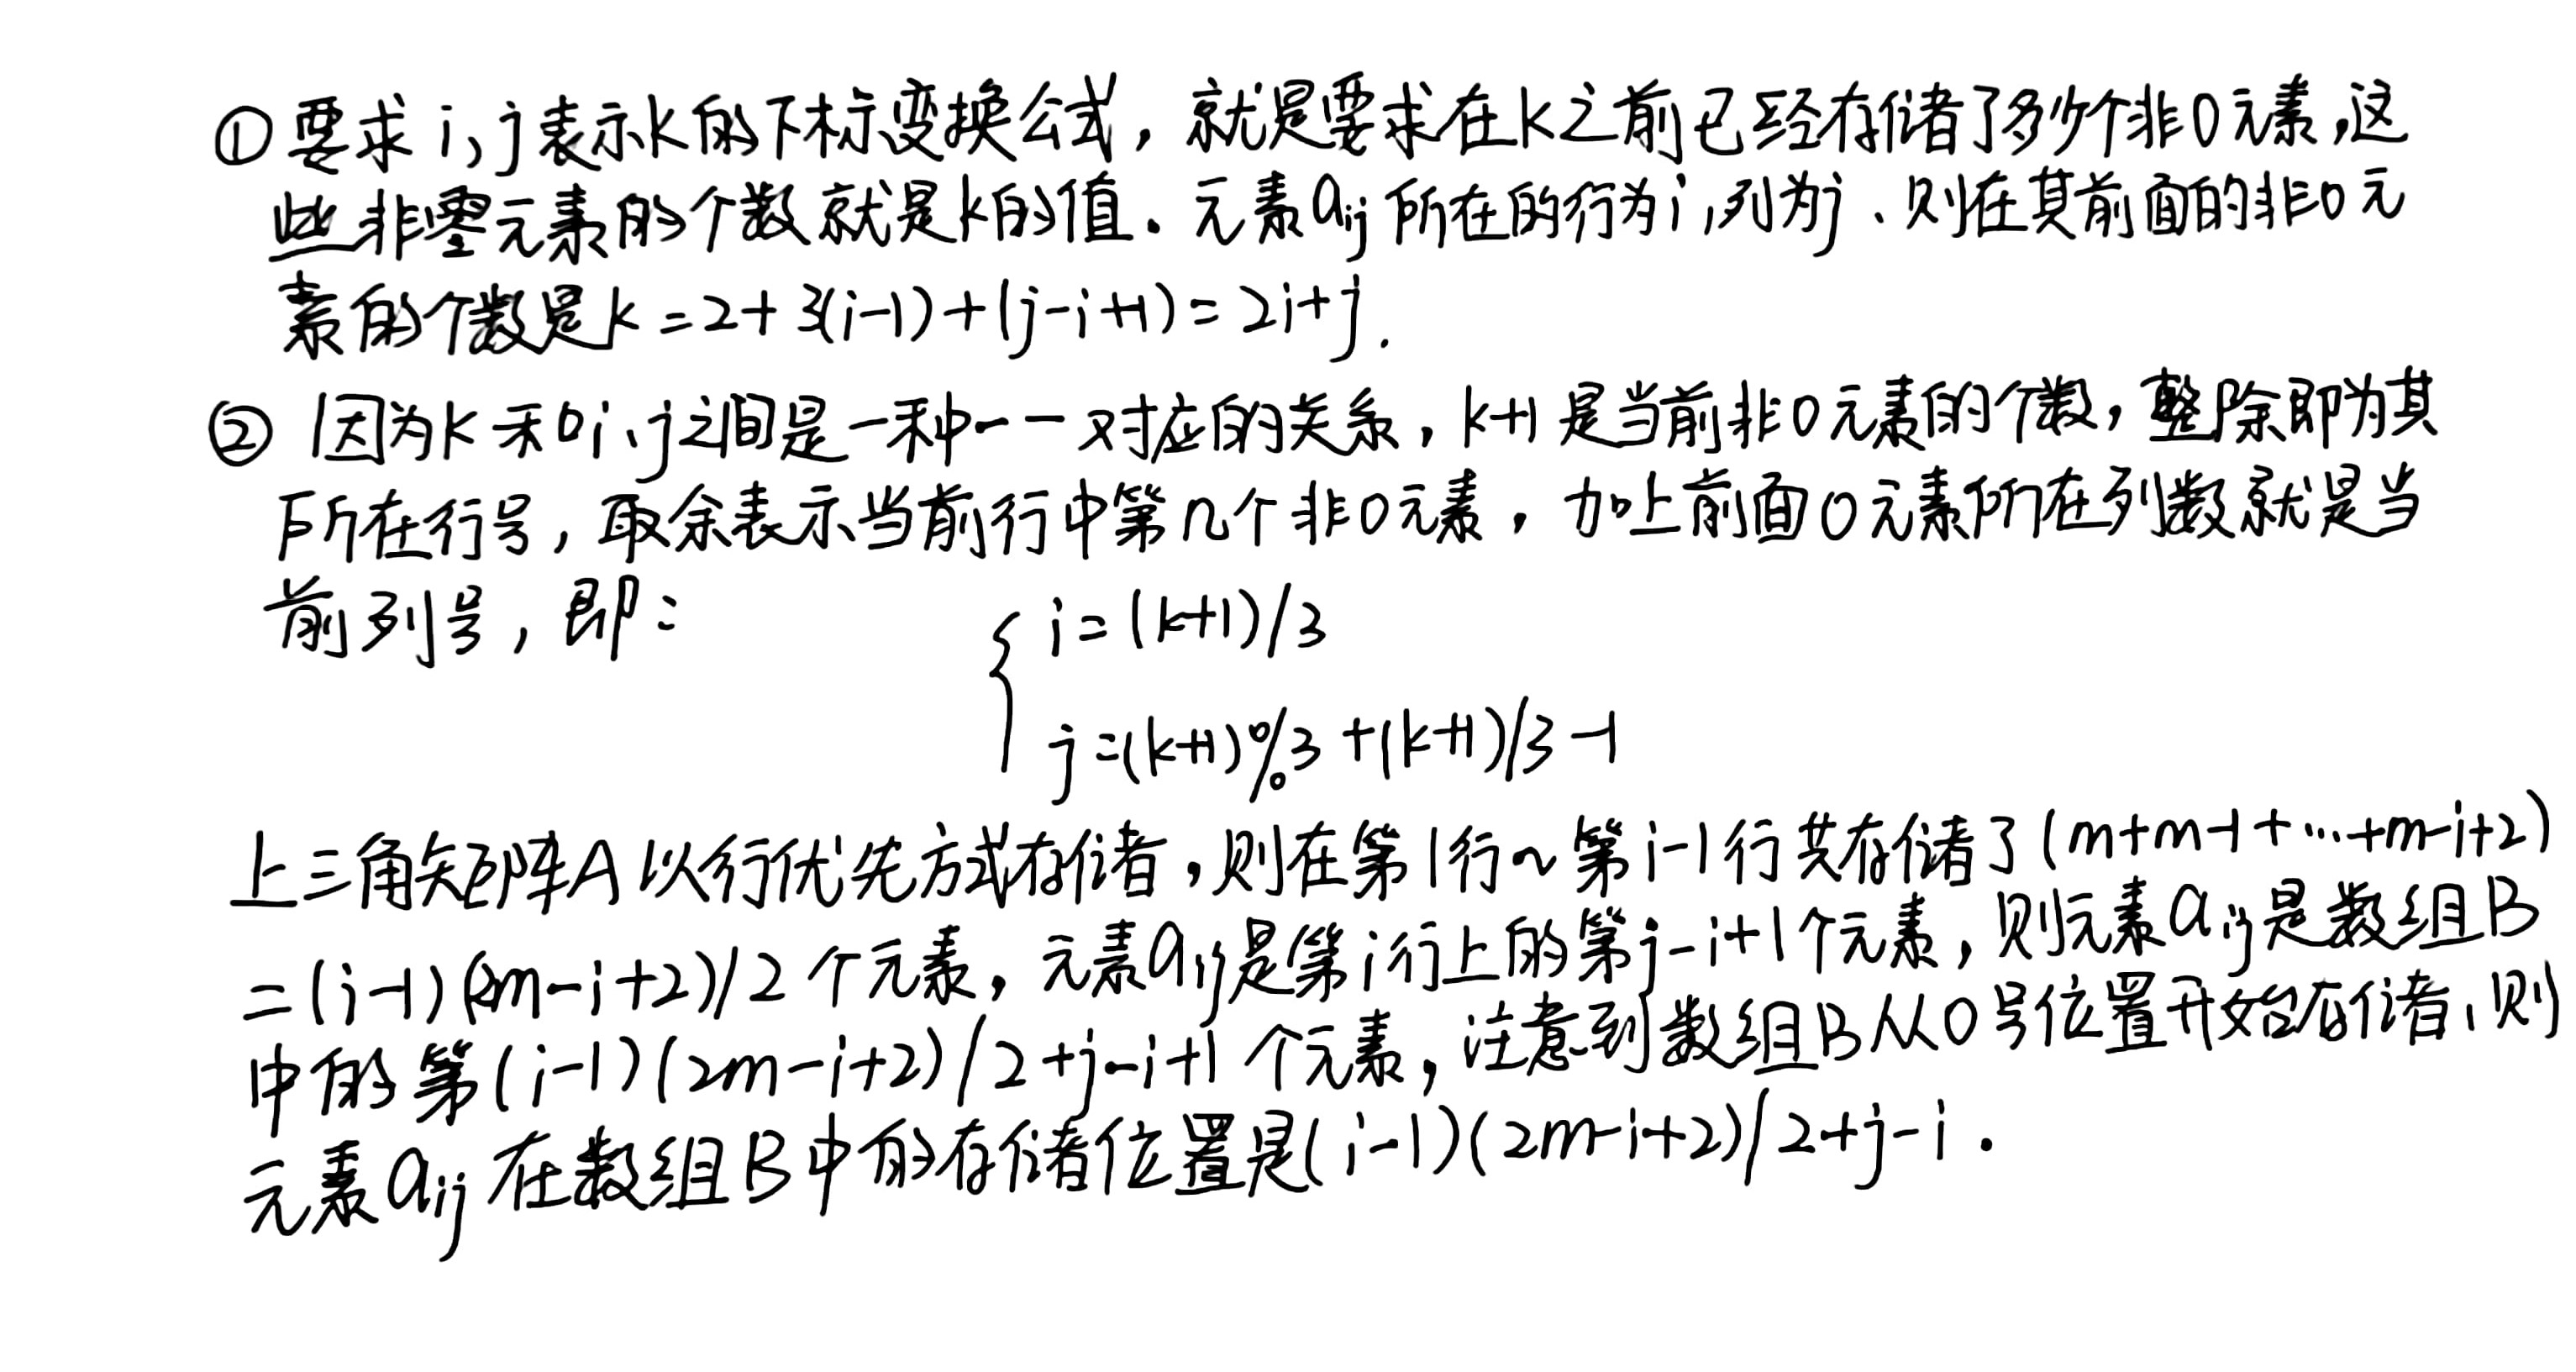 ①要求i,j表示k的下标变换公式，就是要求在k之前已经存储了多少个非0元素,这
些非零元素的个数就是k的值.元素aij所在的行为i,列为j、则在其前面的非0元
素的个数是k=2+3(i-1)+(j-i+1)=2i+j.
② 因为k和i、j之间是一种一一对应的关系，k+1是当前非0元素的个数，整除即为其
所在行号，取余表示当前行中第几个非0元素，加上前面0元素所在列数就是当
前列号，即：
i=(k+1)/3
j=(k+1)%3+(k+1)/3-1
上三角矩阵A以行优先方式存储，则在第1行~第i-1行共存储了(m+m-1+…+m-i+2)
=(i-1)(2m-i+2)/2个元素，元素aij是第i行上的第j-i+1个元素，则元素aij是数组B
中的第(i-1)(2m-i+2)/2+j-i+1个元素，注意到数组B从0号位置开始存储、则
元素aij在数组B中的存储位置是(i-1)(2m-i+2)/2+j-i.